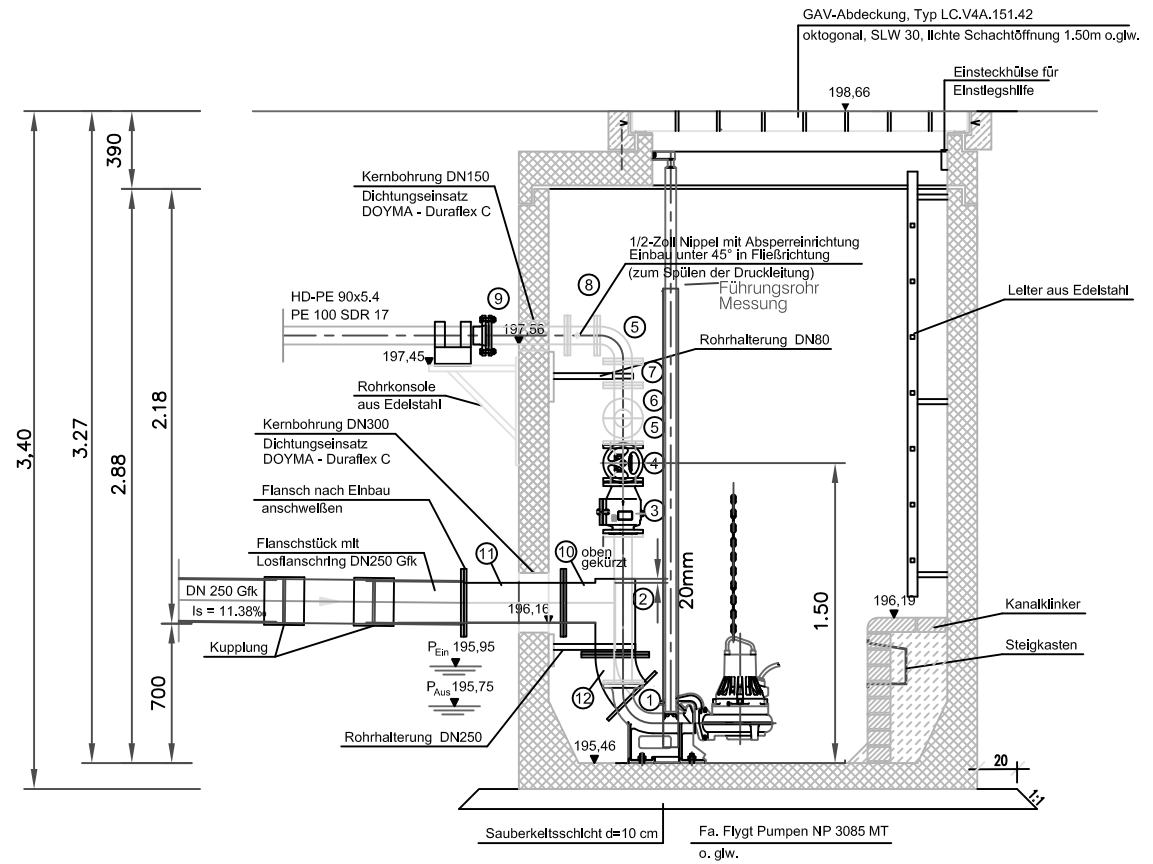 GAV-Abdeckung, Typ LC.V4A.151.42
oktogonal, SLW 30, lichte Schachtöffnung 1.50m o.glw.
Einsteckhülse für
Einstiegshilfe
198,66
390
Kernbohrung DN150
Dichtungseinsatz
DOYMA - Duraflex C
1/2-Zoll Nippel mit Absperreinrichtung
Einbau unter 45° in Fließrichtung
(zum Spülen der Druckleitung)
Führungsrohr
Messung
8
9
HD-PE 90x5.4
PE 100 SDR 17
197,56
5
Leiter aus Edelstahl
197,45
Rohrhalterung DN80
7
Rohrkonsole
aus Edelstahl
6
5
2.18
3.27
3,40
2.88
Kernbohrung DN300
Dichtungseinsatz
DOYMA - Duraflex C
4
Flansch nach Einbau
anschweißen
3
Flanschstück mit
Losflanschring DN250 Gfk
11
10
oben
gekürzt
20mm
1.50
DN 250 Gfk
Is = 11.38‰
196,16
2
196,19
Kanalklinker
Kupplung
PEin 195,95
Steigkasten
PAus 195,75
700
12
1
Rohrhalterung DN250
195,46
20
1:1
Sauberkeitsschicht d=10 cm
Fa. Flygt Pumpen NP 3085 MT
o. glw.